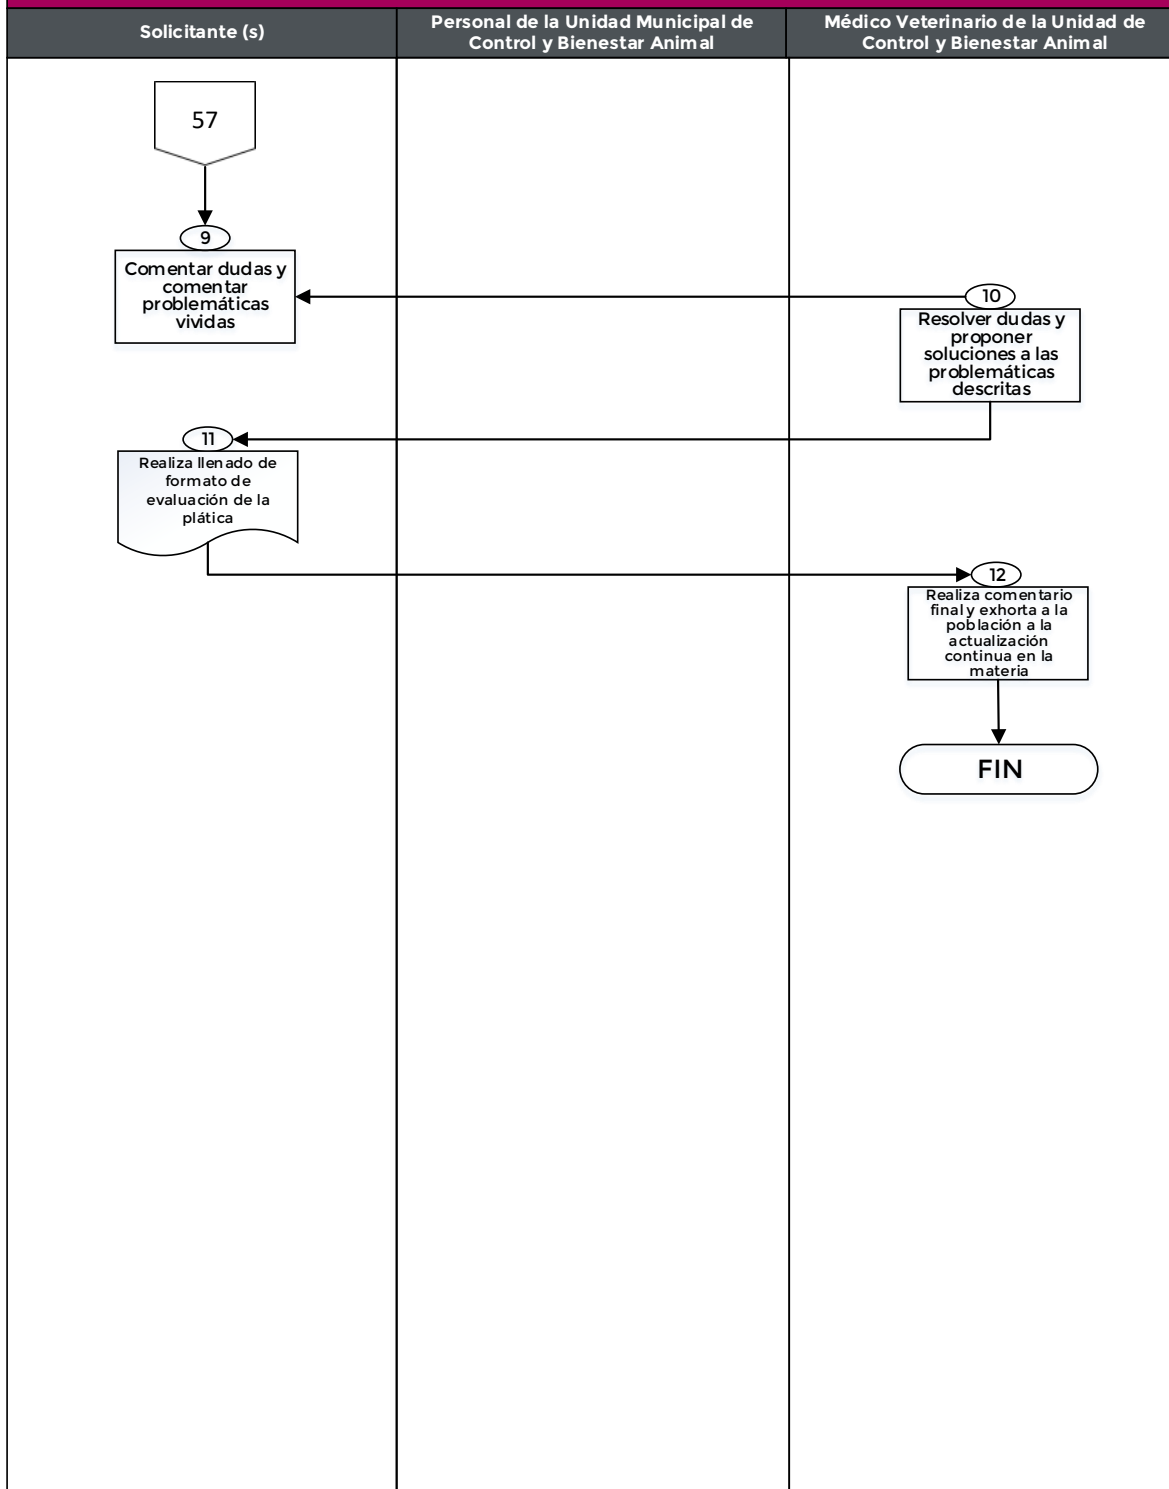 Solicitante (s)
Personal de la Unidad Municipal de
Control y Bienestar Animal
Médico Veterinario de la Unidad de
Control y Bienestar Animal
57
9
Comentar dudas y
comentar
problemáticas
vividas
10
Resolver dudas y
proponer
soluciones a las
problemáticas
descritas
11
Realiza llenado de
formato de
evaluación de la
plática
12
Realiza comentario
final y exhorta a la
población a la
actualización
continua en la
materia
FIN